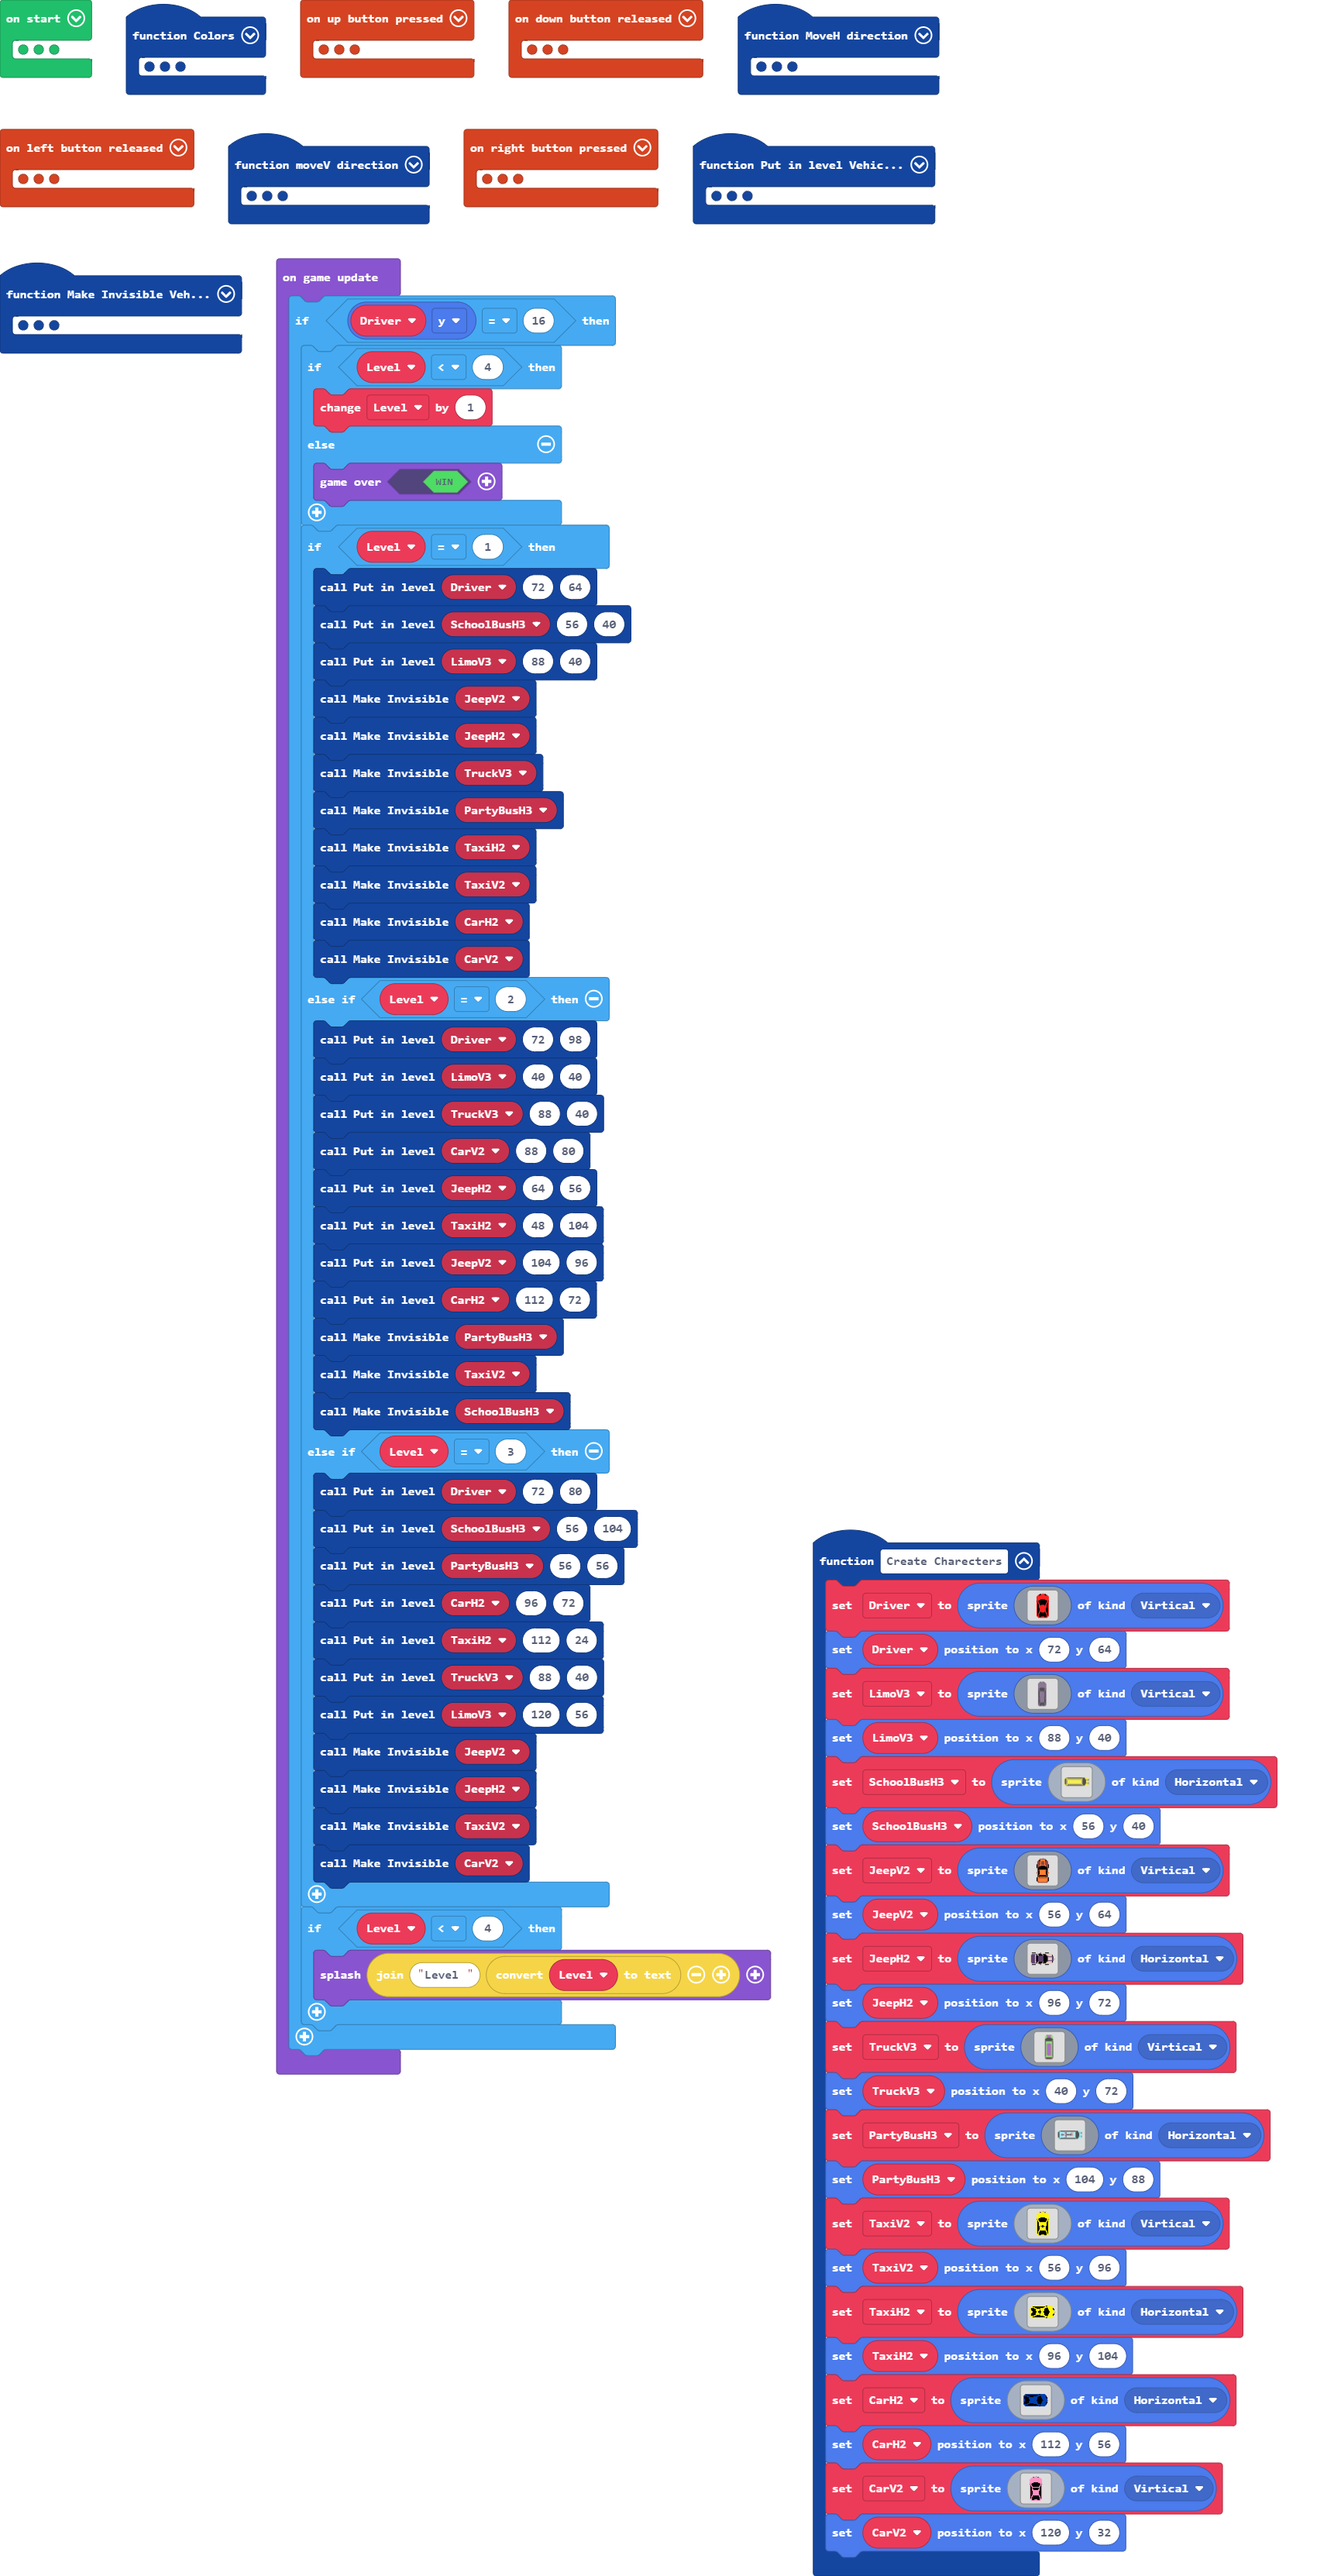 on start
function Colors
on up button pressed
on down button released
function MoveH direction
on left button released
function moveV direction
on right button pressed
function Put in level Vehic...
function Make Invisible Veh...
on game update
if Driver y = 16 then
if Level < 4 then
change Level by 1
else
game over WIN
if Level = 1 then
call Put in level Driver 72 64
call Put in level SchoolBusH3 56 40
call Put in level LimoV3 88 40
call Make Invisible JeepV2
call Make Invisible JeepH2
call Make Invisible TruckV3
call Make Invisible PartyBusH3
call Make Invisible TaxiH2
call Make Invisible TaxiV2
call Make Invisible CarH2
call Make Invisible CarV2
else if Level = 2 then
call Put in level Driver 72 98
call Put in level LimoV3 40 40
call Put in level TruckV3 88 40
call Put in level CarV2 88 80
call Put in level JeepH2 64 56
call Put in level TaxiH2 48 104
call Put in level JeepV2 104 96
call Put in level CarH2 112 72
call Make Invisible PartyBusH3
call Make Invisible TaxiV2
call Make Invisible SchoolBusH3
else if Level = 3 then
call Put in level Driver 72 80
call Put in level SchoolBusH3 56 104
call Put in level PartyBusH3 56 56
call Put in level CarH2 96 72
call Put in level TaxiH2 112 24
call Put in level TruckV3 88 40
call Put in level LimoV3 120 56
call Make Invisible JeepV2
call Make Invisible JeepH2
call Make Invisible TaxiV2
call Make Invisible CarV2
if Level < 4 then
splash join "Level " convert Level to text
function Create Charecters
set Driver to sprite of kind Virtical
set Driver position to x 72 y 64
set LimoV3 to sprite of kind Virtical
set LimoV3 position to x 88 y 40
set SchoolBusH3 to sprite of kind Horizontal
set SchoolBusH3 position to x 56 y 40
set JeepV2 to sprite of kind Virtical
set JeepV2 position to x 56 y 64
set JeepH2 to sprite of kind Horizontal
set JeepH2 position to x 96 y 72
set TruckV3 to sprite of kind Virtical
set TruckV3 position to x 40 y 72
set PartyBusH3 to sprite of kind Horizontal
set PartyBusH3 position to x 104 y 88
set TaxiV2 to sprite of kind Virtical
set TaxiV2 position to x 56 y 96
set TaxiH2 to sprite of kind Horizontal
set TaxiH2 position to x 96 y 104
set CarH2 to sprite of kind Horizontal
set CarH2 position to x 112 y 56
set CarV2 to sprite of kind Virtical
set CarV2 position to x 120 y 32